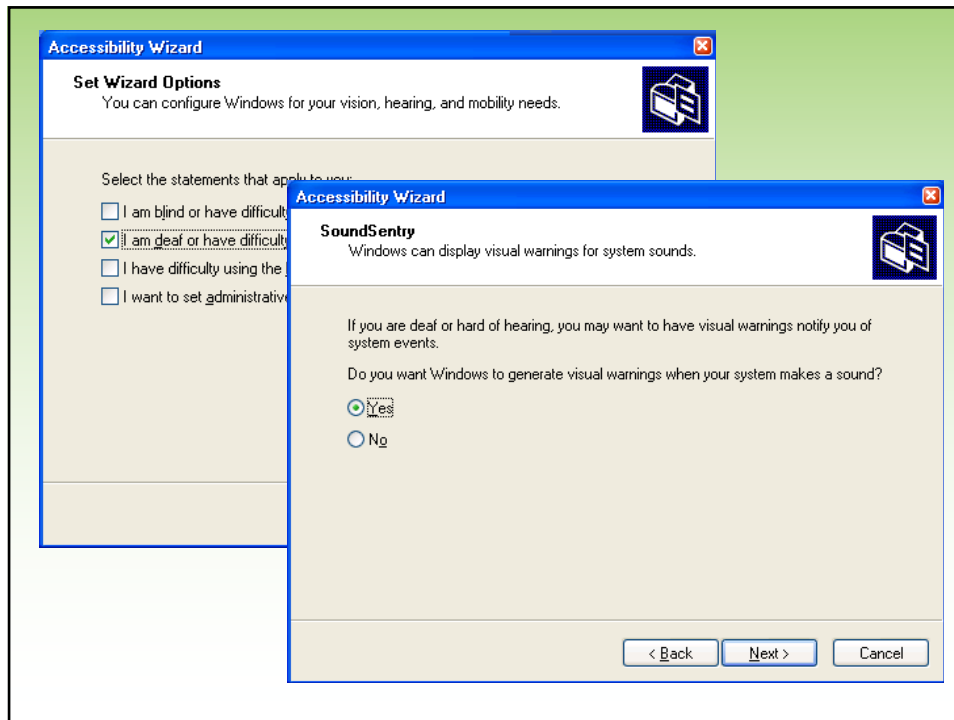 Accessibility Wizard
Set Wizard Options
You can configure Windows for your vision, hearing, and mobility needs.
Select the statements that apply to you:
I am blind or have difficulty
I am deaf or have difficulty
I have difficulty using the
I want to set administrative
Accessibility Wizard
SoundSentry
Windows can display visual warnings for system sounds.
If you are deaf or hard of hearing, you may want to have visual warnings notify you of
system events.
Do you want Windows to generate visual warnings when your system makes a sound?
Yes
No
< Back
Next >
Cancel